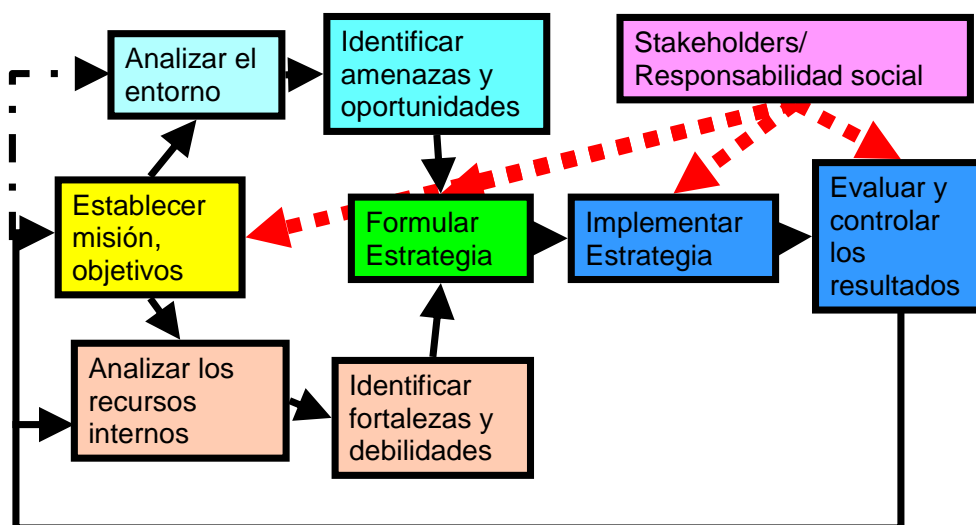 Analizar el
entorno
Identificar
amenazas y
oportunidades
Stakeholders/
Responsabilidad social
Establecer
misión,
objetivos
Formular
Estrategia
Implementar
Estrategia
Evaluar y
controlar
los
resultados
Analizar los
recursos
internos
Identificar
fortalezas y
debilidades